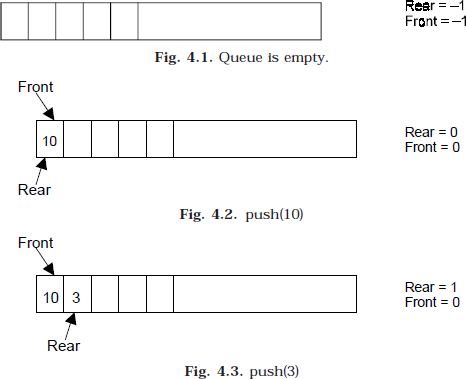 Rear = –1
Front = –1
Fig. 4.1. Queue is empty.
Front
10
Rear = 0
Front = 0
Rear
Fig. 4.2. push(10)
Front
10 3
Rear = 1
Front = 0
Rear
Fig. 4.3. push(3)